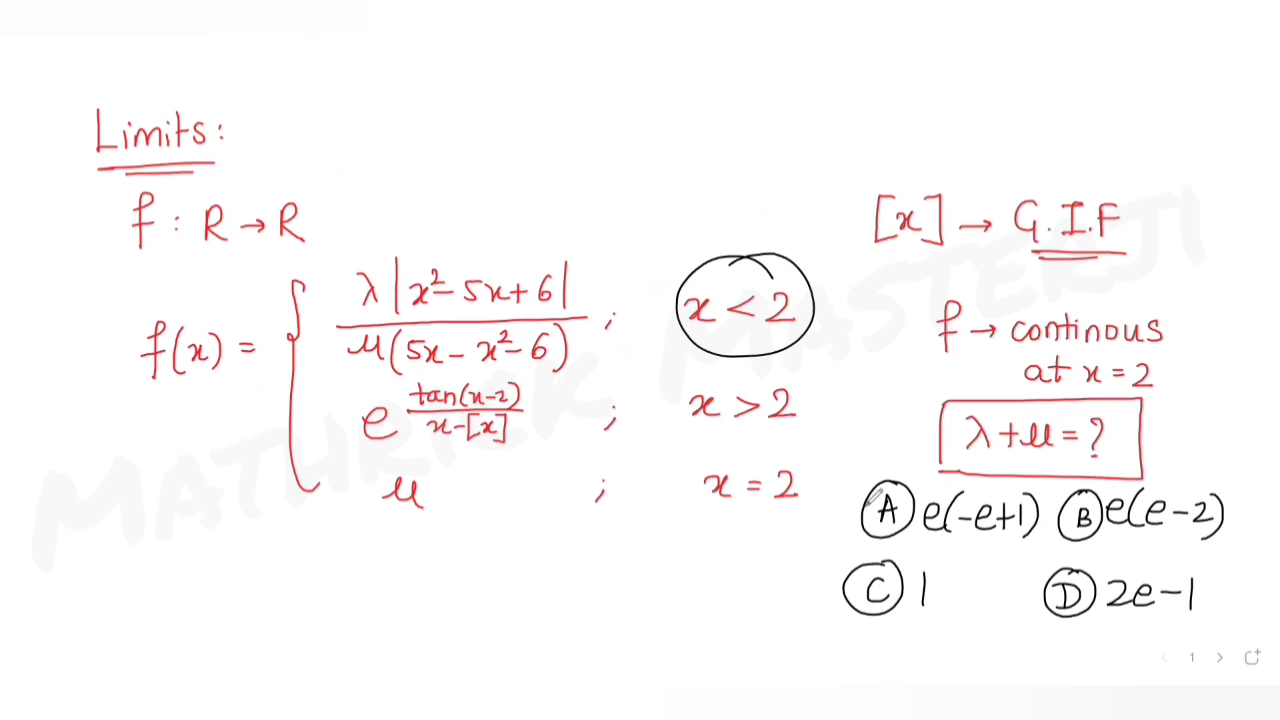 Limits:
f : R → R
f(x) = { λ|x² - 5x + 6| / μ(5x - x² - 6) ; x < 2
e^(tan(x-2) / x-[x]) ; x > 2
μ ; x = 2
[x] → G.I.F
f → continous
at x = 2
λ + μ = ?
A e(-e+1) B e(e-2)
C 1 D 2e-1
MATHRICK MASTERJI
1